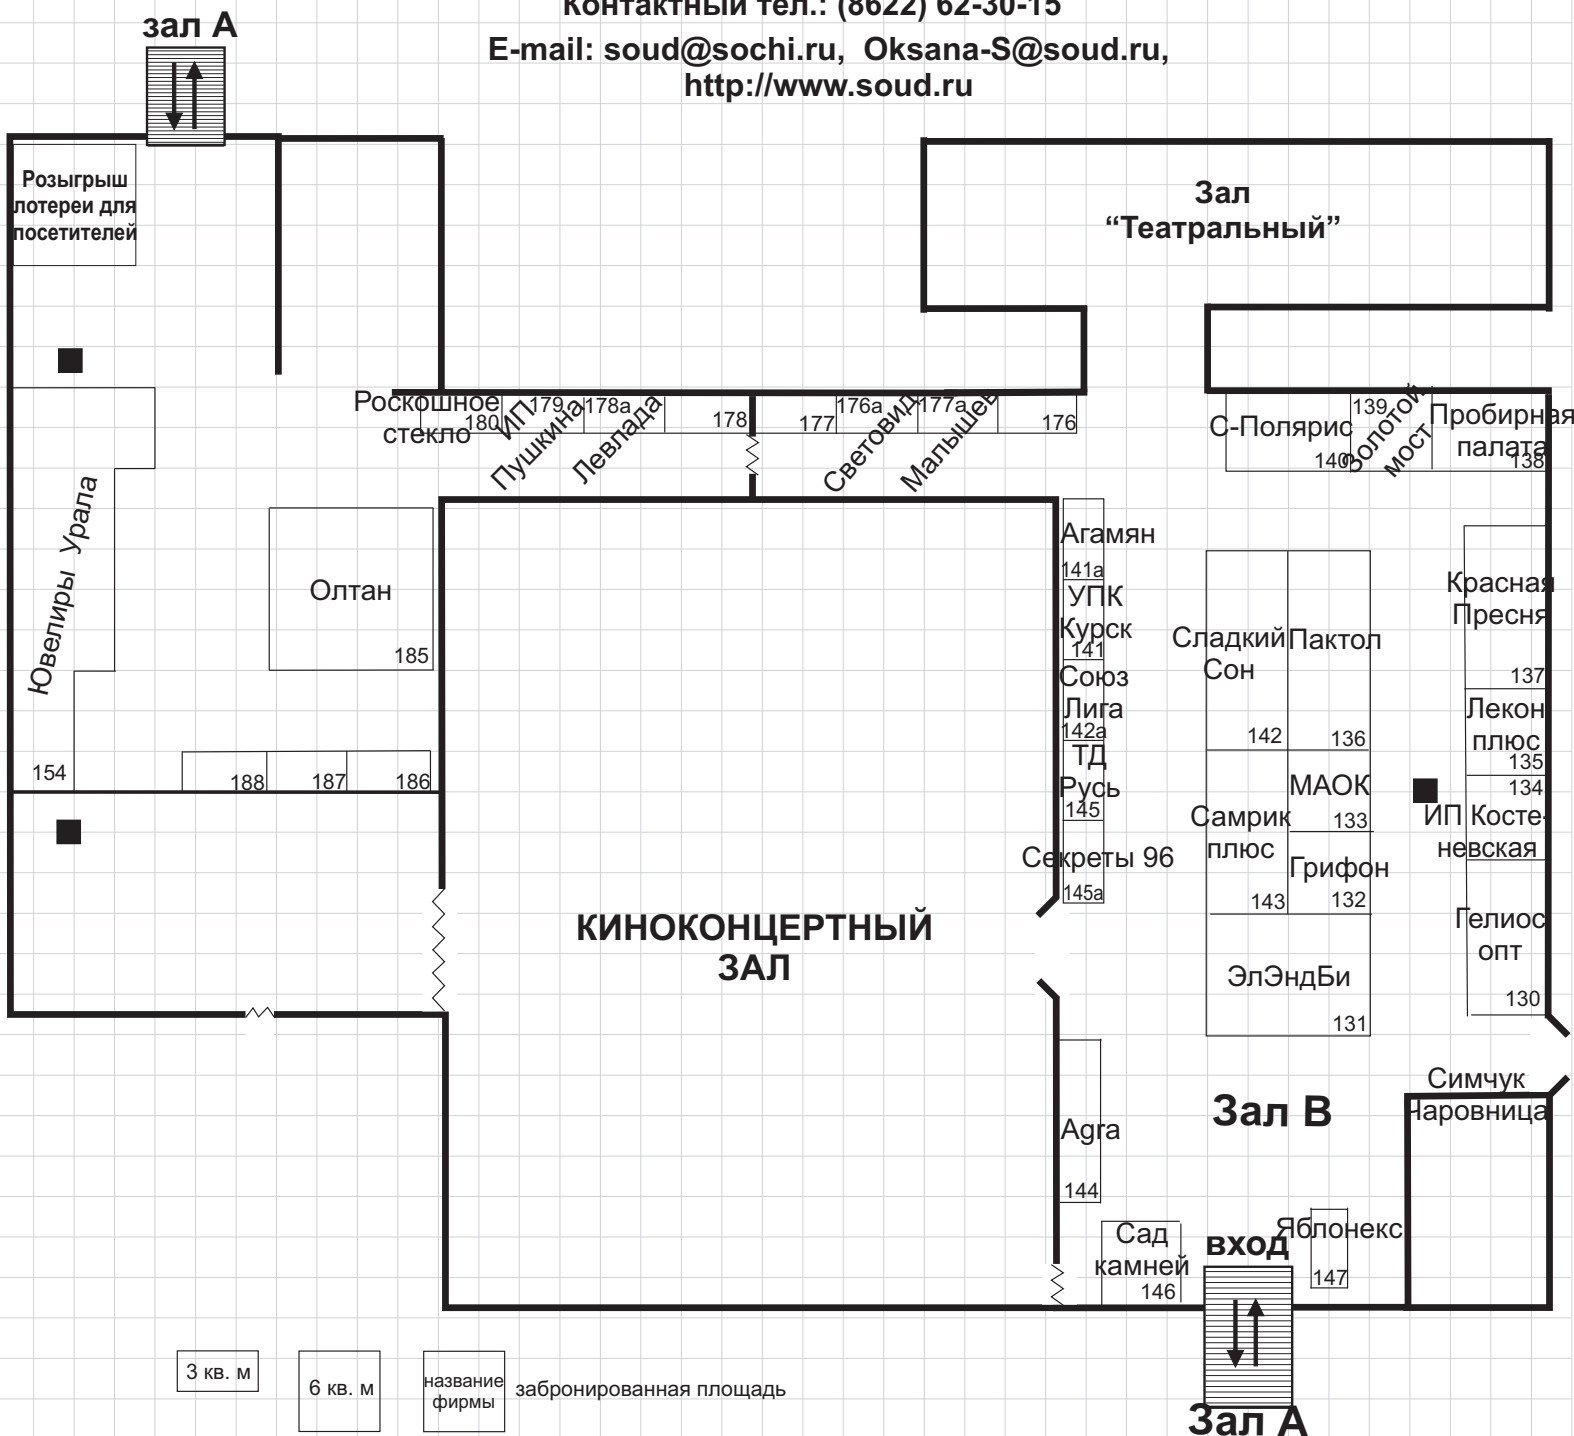 Контактный тел.: (8622) 62-30-15
E-mail: soud@sochi.ru, Oksana-S@soud.ru,
http://www.soud.ru
зал А
Розыгрыш
лотереи для
посетителей
Зал
“Театральный”
Роскошное
стекло
180
ИП
Пушкина
179
178а
Левлада
178
177
176а
Световид
177а
Малышев
176
С-Полярис
140
139
Золотой
мост
Пробирная
палата
138
Ювелиры Урала
154
Олтан
185
188
187
186
Агамян
141а
УПК
Курск
141
Союз
Лига
142а
ТД
Русь
145
Секреты 96
145а
Сладкий
Сон
142
Пактол
136
Самрик
плюс
143
МАОК
133
Грифон
132
ЭлЭндБи
131
Красная
Пресня
137
Лекон
плюс
135
134
ИП Косте-
невская
Гелиос
опт
130
КИНОКОНЦЕРТНЫЙ
ЗАЛ
Симчук
Чаровница
Зал В
Agra
144
Сад
камней
146
вход
Яблонекс
147
Зал А
3 кв. м
6 кв. м
название
фирмы
забронированная площадь